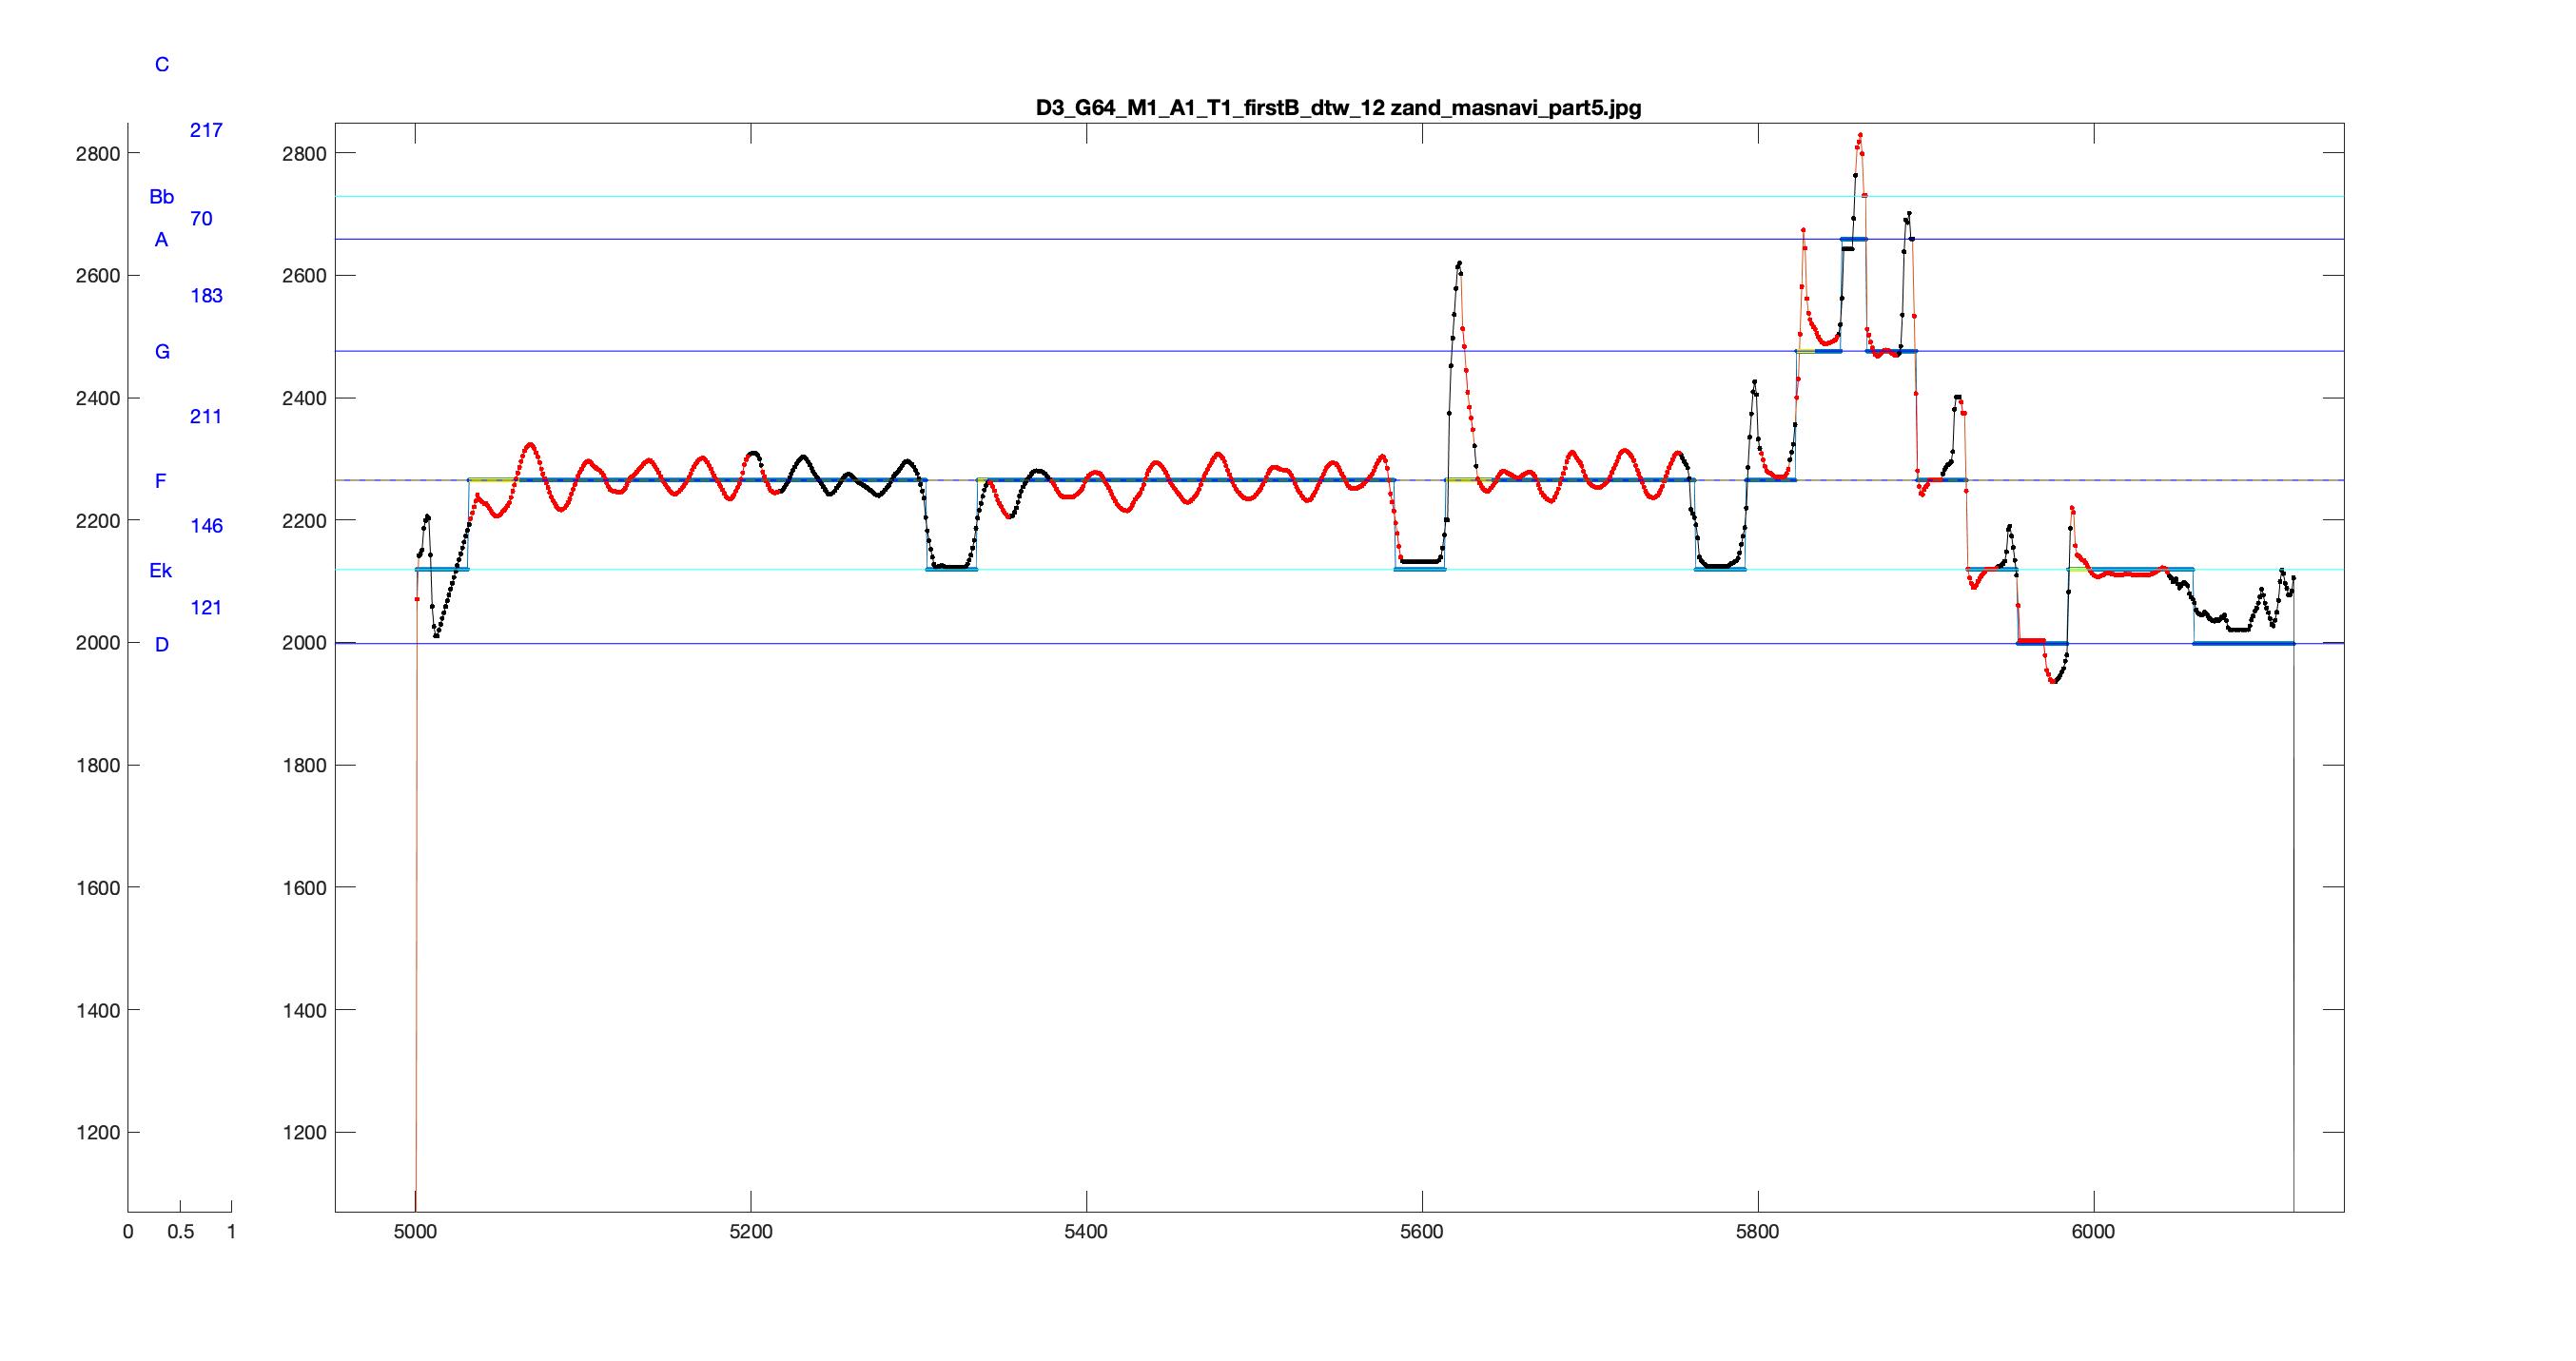 C
D3_G64_M1_A1_T1_firstB_dtw_12 zand_masnavi_part5.jpg
217
2800 2800
Bb
70
A
2600 2600
183
G
2400 2400
211
F
2200 2200
146
Ek
121
2000 D 2000
1800 1800
1600 1600
1400 1400
1200 1200
0 0.5 1 5000 5200 5400 5600 5800 6000